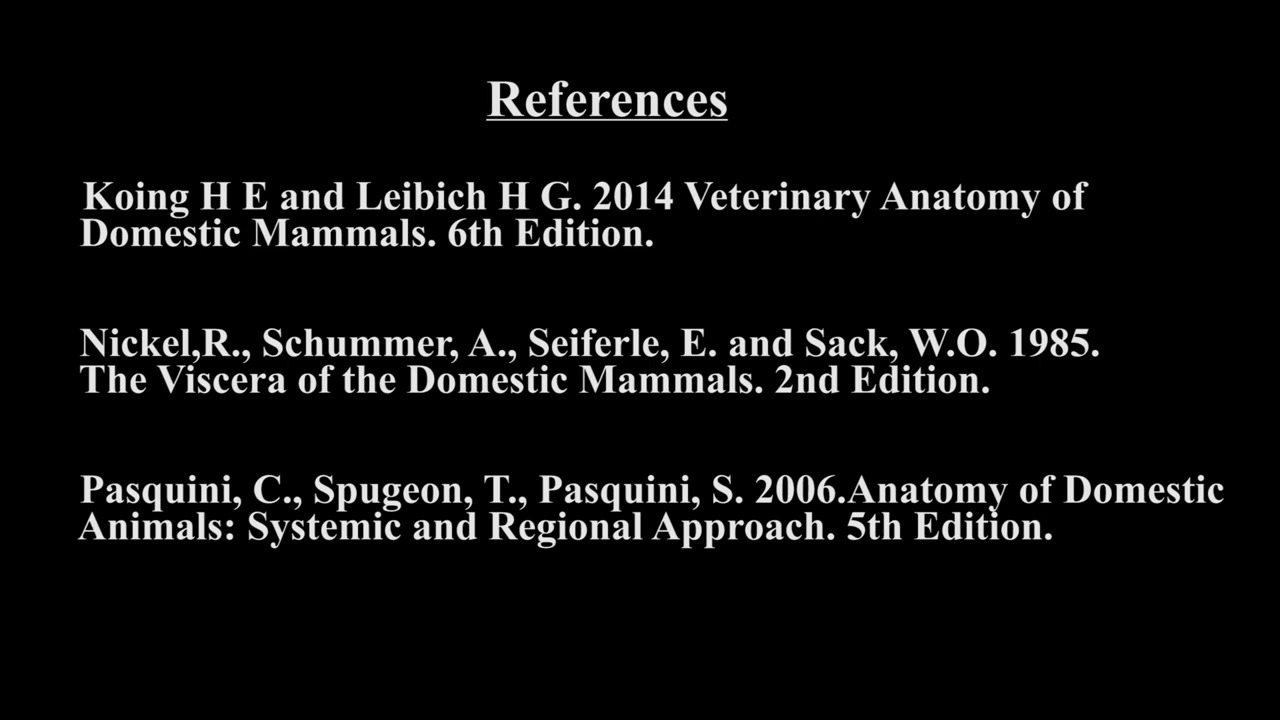 References
Koing H E and Leibich H G. 2014 Veterinary Anatomy of
Domestic Mammals. 6th Edition.
Nickel,R., Schummer, A., Seiferle, E. and Sack, W.O. 1985.
The Viscera of the Domestic Mammals. 2nd Edition.
Pasquini, C., Spugeon, T., Pasquini, S. 2006.Anatomy of Domestic
Animals: Systemic and Regional Approach. 5th Edition.